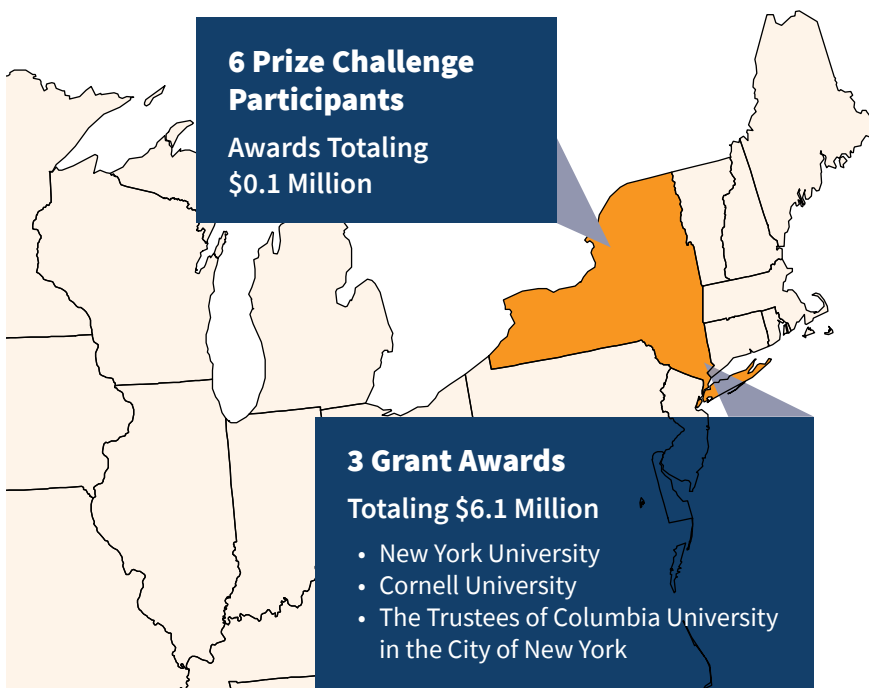 6 Prize Challenge
Participants
Awards Totaling
$0.1 Million
3 Grant Awards
Totaling $6.1 Million
• New York University
• Cornell University
• The Trustees of Columbia University
in the City of New York